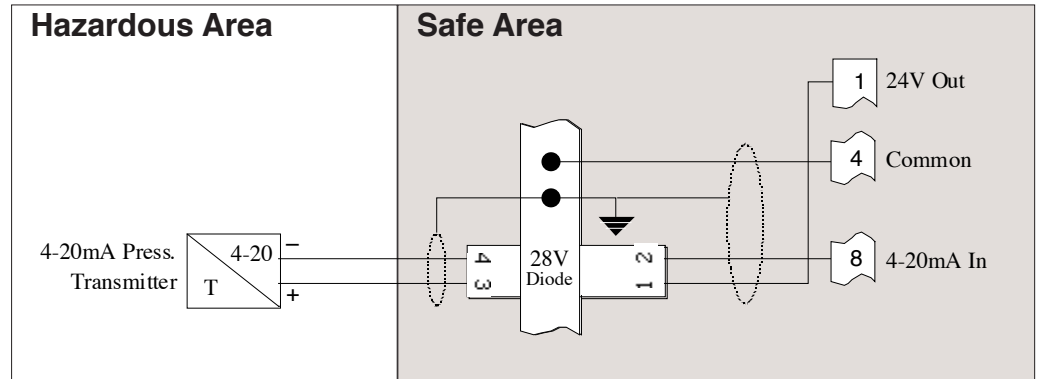 Hazardous Area
Safe Area
1 24V Out
4 Common
4-20mA Press.
Transmitter
4-20
T
−
+
4
3
28V
Diode
2
1
8 4-20mA In